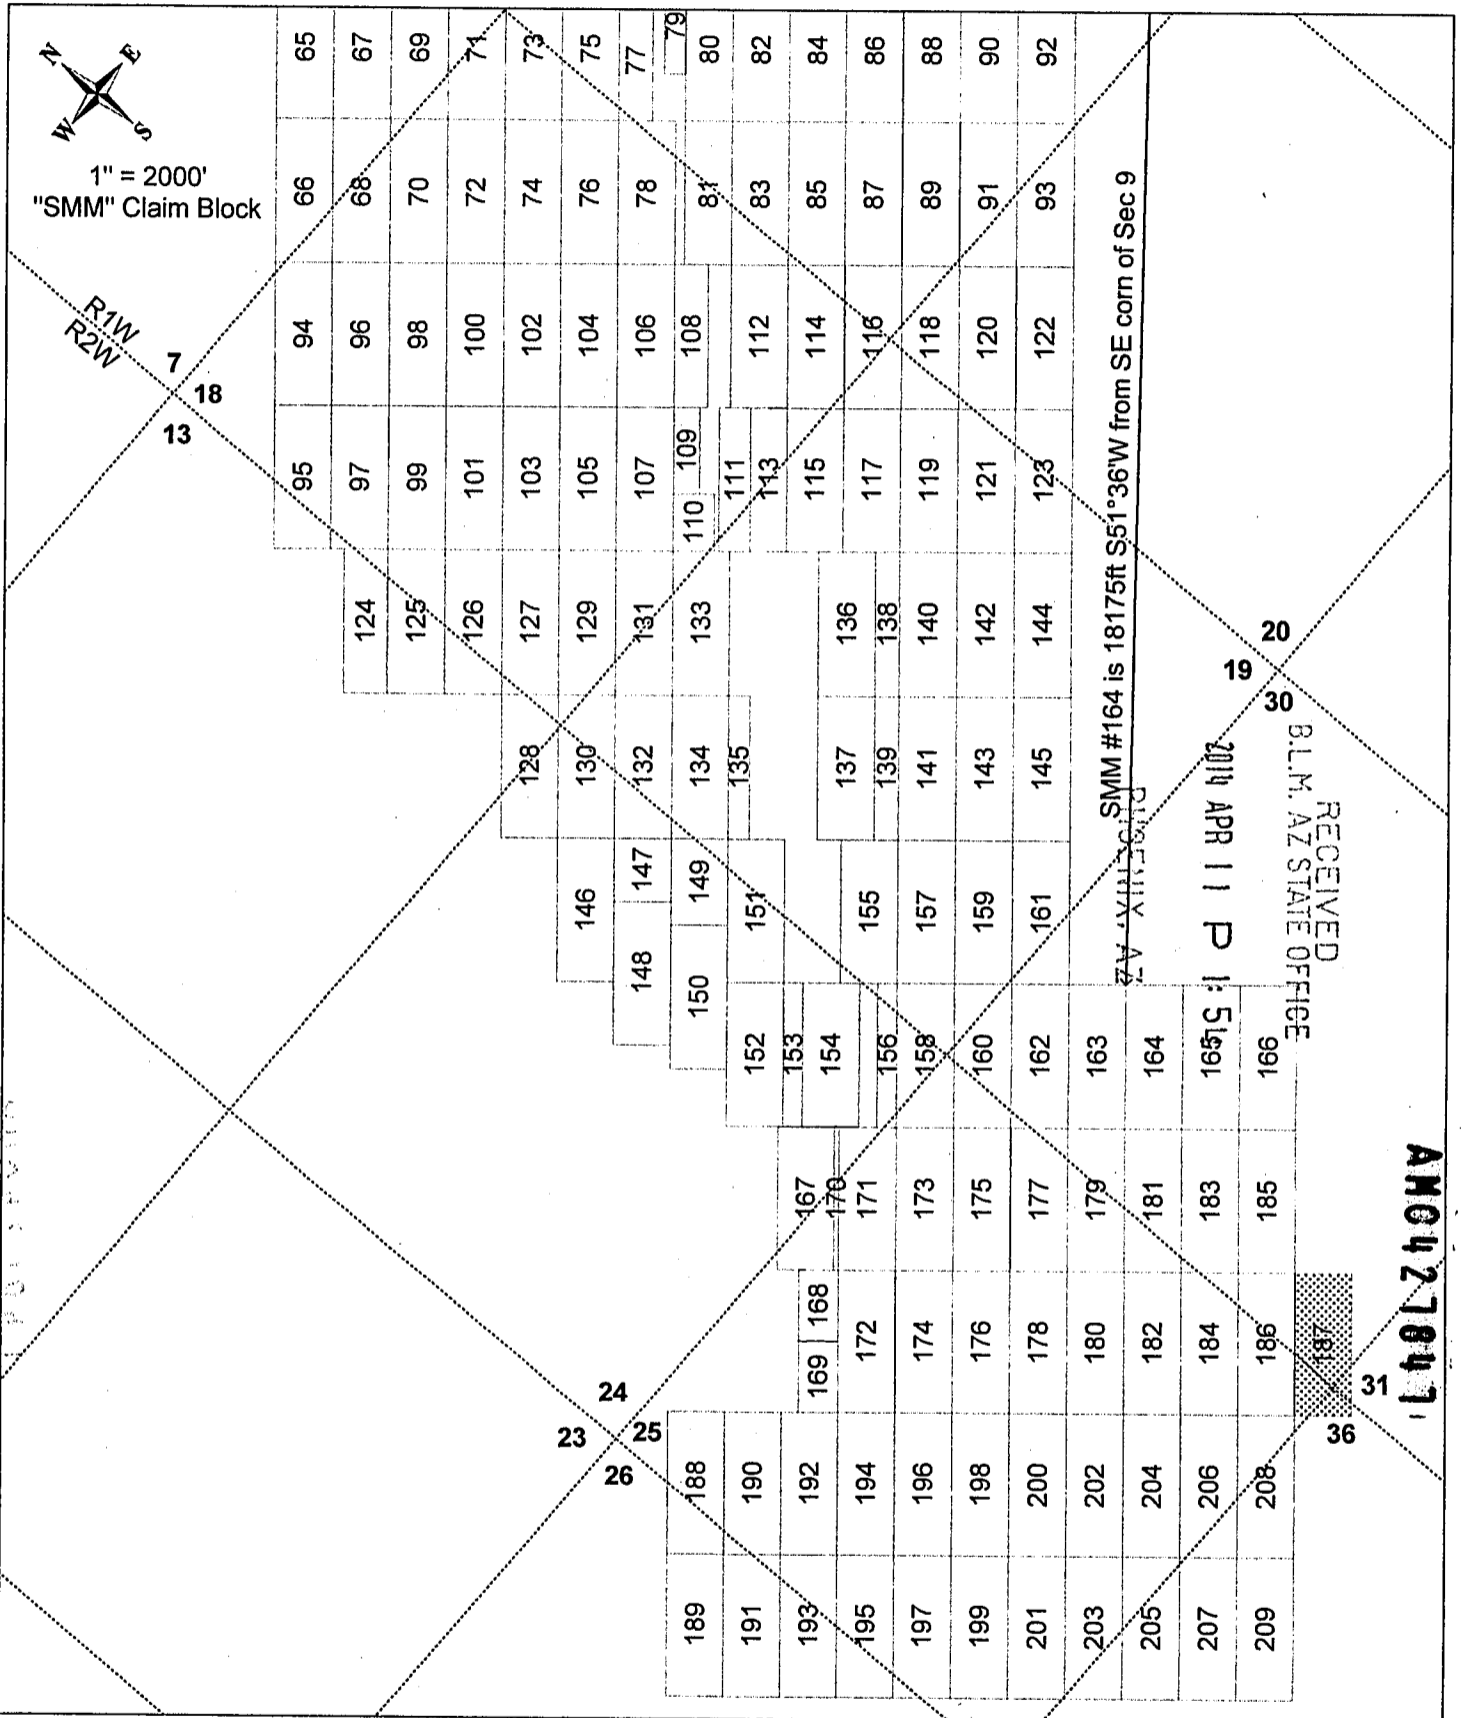 N E
W S
1" = 2000'
"SMM" Claim Block
R1W
R2W
7
18
13
65 67 69 71 73 75 77 79 80 82 84 86 88 90 92
66 68 70 72 74 76 78 81 83 85 87 89 91 93
94 96 98 100 102 104 106 108 112 114 116 118 120 122
95 97 99 101 103 105 107 109 110 111 113 115 117 119 121 123
124 125 126 127 129 131 133 136 138 140 142 144
128 130 132 134 135 137 139 141 143 145
146 147 148 149 150 151 155 157 159 161
152 153 154 156 158 160 162 163 164 165 166
167 170 171 173 175 177 179 181 183 185
168 169 172 174 176 178 180 182 184 186 187
188 190 192 194 196 198 200 202 204 206 208
189 191 193 195 197 199 201 203 205 207 209
SMM #164 is 18175ft S51°36'W from SE corn of Sec 9
20
19
30
24
23
25
26
31
36
RECEIVED
B.L.M. AZ STATE OFFICE
2014 APR 11 P 1:54
PHOENIX, AZ